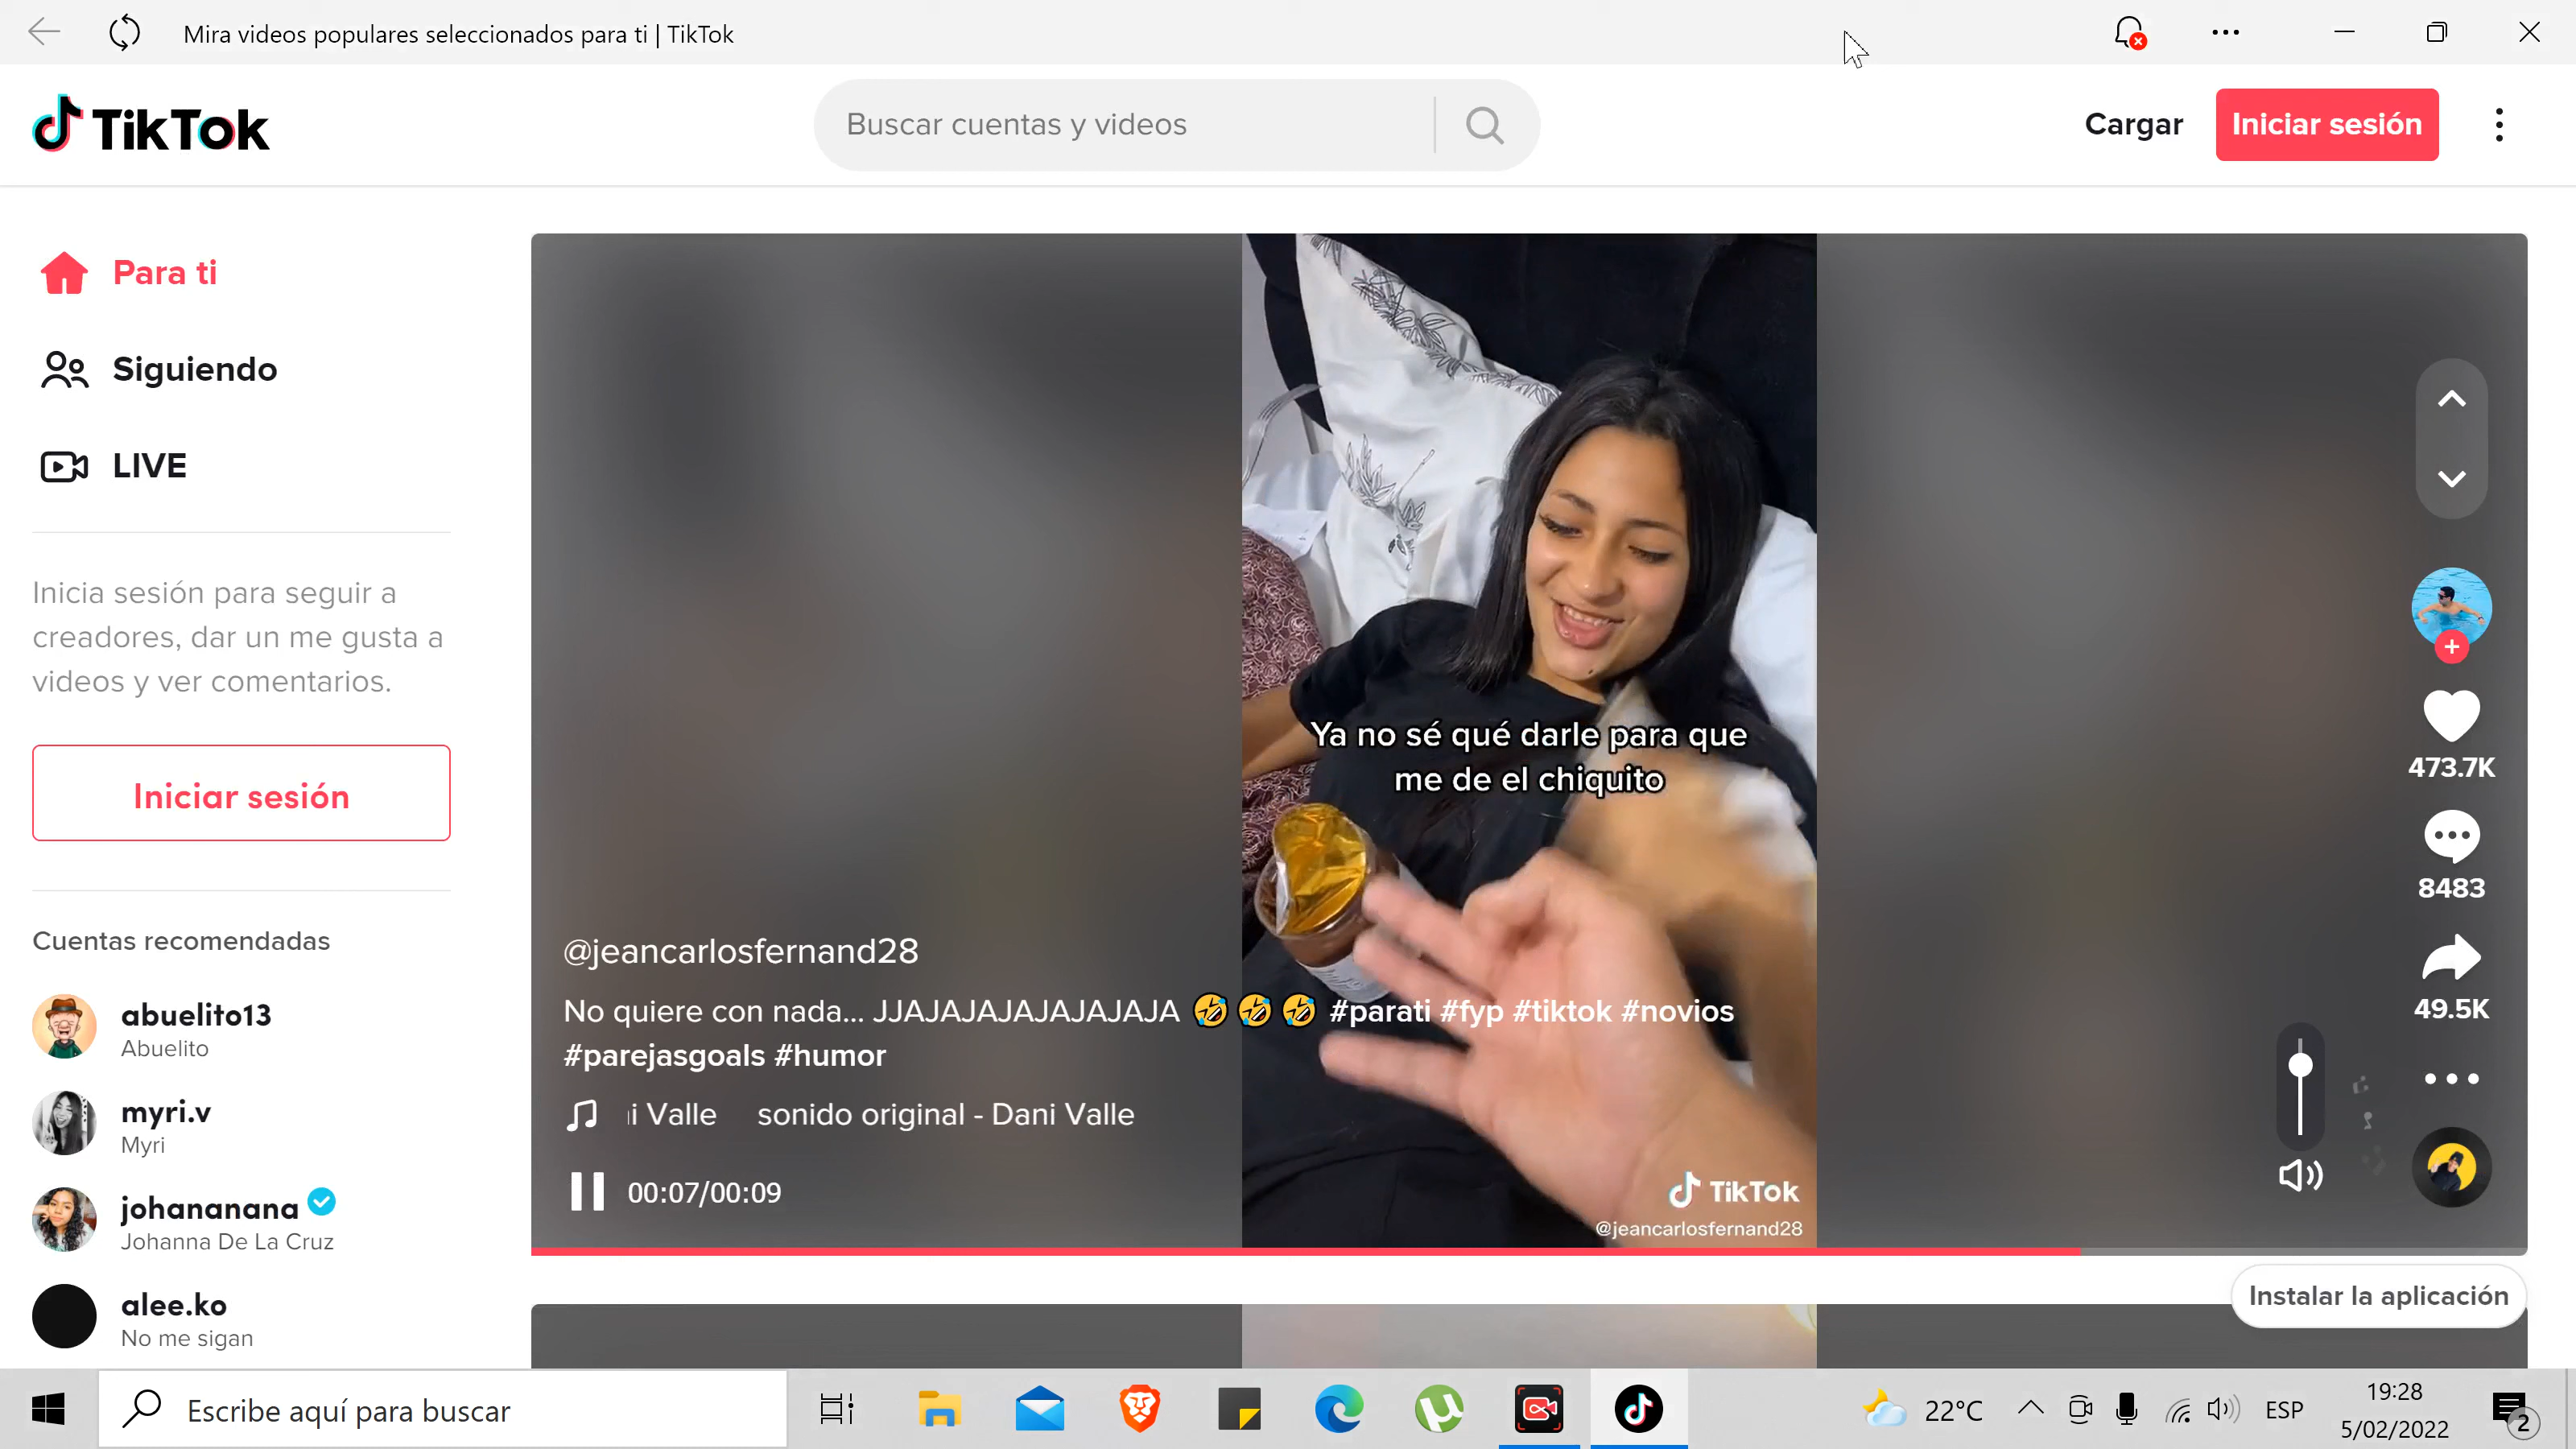 Mira videos populares seleccionados para ti | TikTok
TikTok
Buscar cuentas y videos
Cargar
Iniciar sesión
Para ti
Siguiendo
LIVE
Inicia sesión para seguir a
creadores, dar un me gusta a
videos y ver comentarios.
Iniciar sesión
Cuentas recomendadas
abuelito13
Abuelito
myri.v
Myri
johananana
Johanna De La Cruz
alee.ko
No me sigan
Ya no sé qué darle para que
me de el chiquito
@jeancarlosfernand28
No quiere con nada... JJAJAJAJAJAJAJAJA 🤣🤣🤣 #parati #fyp #tiktok #novios
#parejasgoals #humor
i Valle sonido original - Dani Valle
00:07/00:09
TikTok
@jeancarlosfernand28
473.7K
8483
49.5K
Instalar la aplicación
Escribe aquí para buscar
22°C
ESP
19:28
5/02/2022
2